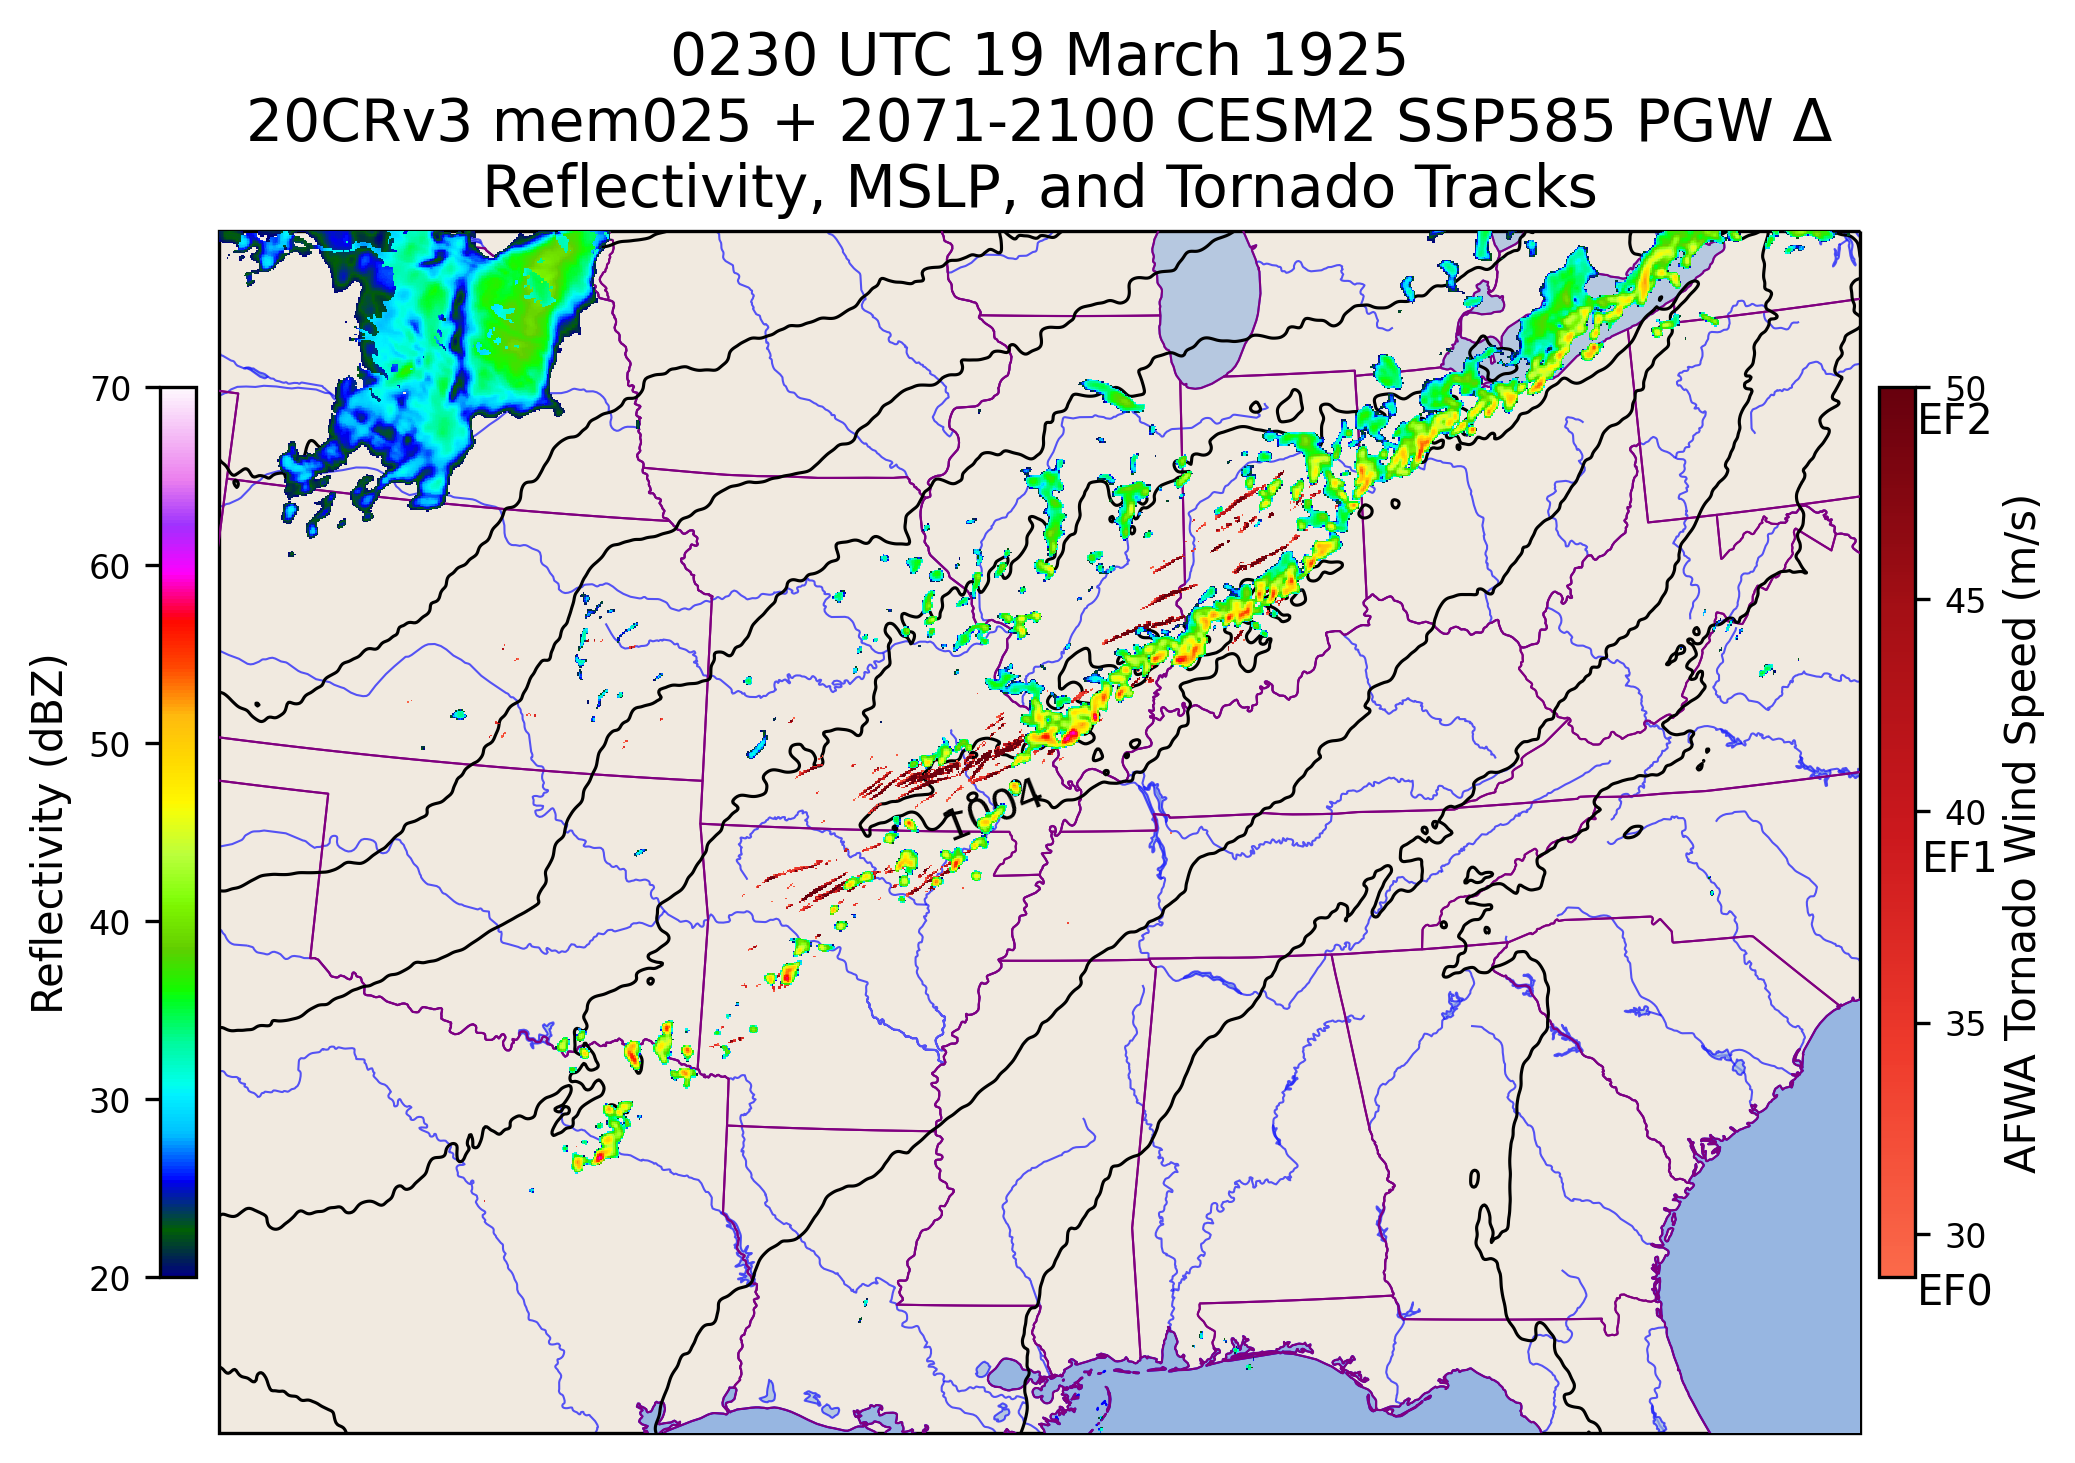 0230 UTC 19 March 1925
20CRv3 mem025 + 2071-2100 CESM2 SSP585 PGW Δ
Reflectivity, MSLP, and Tornado Tracks
70
60
50
40
30
20
Reflectivity (dBZ)
1004
50
EF2
45
40
EF1
35
30
EF0
AFWA Tornado Wind Speed (m/s)